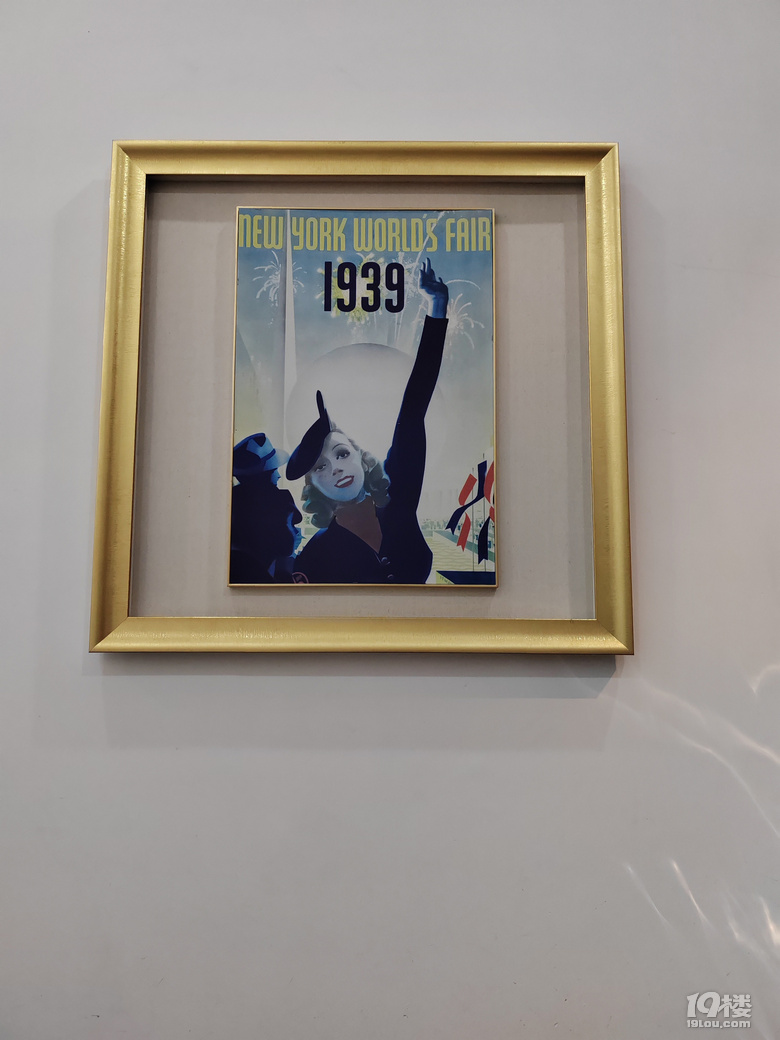 NEW YORK WORLD'S FAIR
1939
19楼
19lou.com